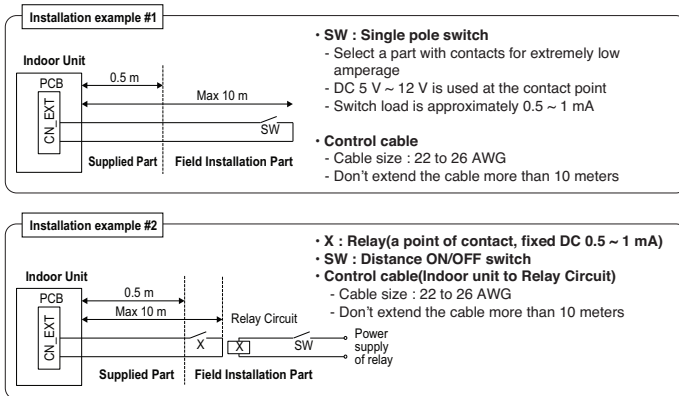 Installation example #1
Indoor Unit
PCB
CN_EXT
0.5 m
Max 10 m
SW
Supplied Part
Field Installation Part
• SW : Single pole switch
- Select a part with contacts for extremely low
amperage
- DC 5 V ~ 12 V is used at the contact point
- Switch load is approximately 0.5 ~ 1 mA
• Control cable
- Cable size : 22 to 26 AWG
- Don't extend the cable more than 10 meters
Installation example #2
Indoor Unit
PCB
CN_EXT
0.5 m
Max 10 m
Relay Circuit
X
X
SW
Power
supply
of relay
Supplied Part
Field Installation Part
• X : Relay(a point of contact, fixed DC 0.5 ~ 1 mA)
• SW : Distance ON/OFF switch
• Control cable(Indoor unit to Relay Circuit)
- Cable size : 22 to 26 AWG
- Don't extend the cable more than 10 meters